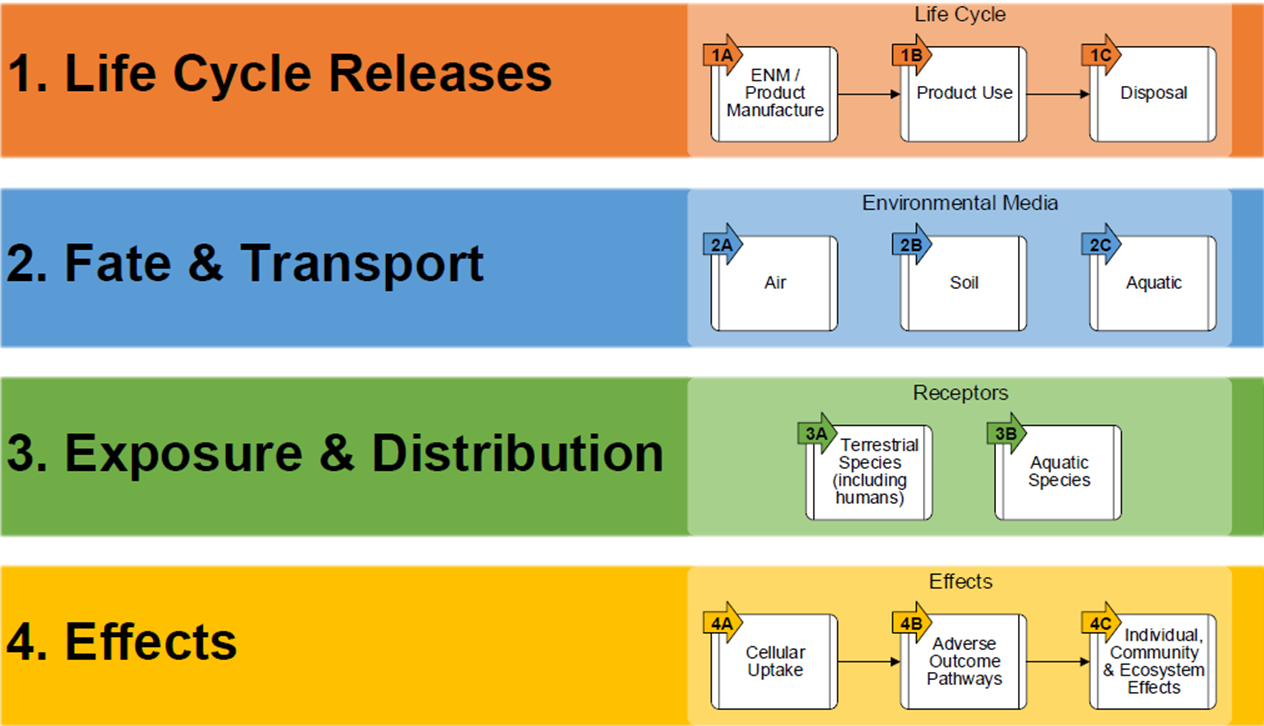 1. Life Cycle Releases
Life Cycle
1A
ENM /
Product
Manufacture
1B
Product Use
1C
Disposal
2. Fate & Transport
Environmental Media
2A
Air
2B
Soil
2C
Aquatic
3. Exposure & Distribution
Receptors
3A
Terrestrial
Species
(including
humans)
3B
Aquatic
Species
4. Effects
Effects
4A
Cellular
Uptake
4B
Adverse
Outcome
Pathways
4C
Individual,
Community
& Ecosystem
Effects